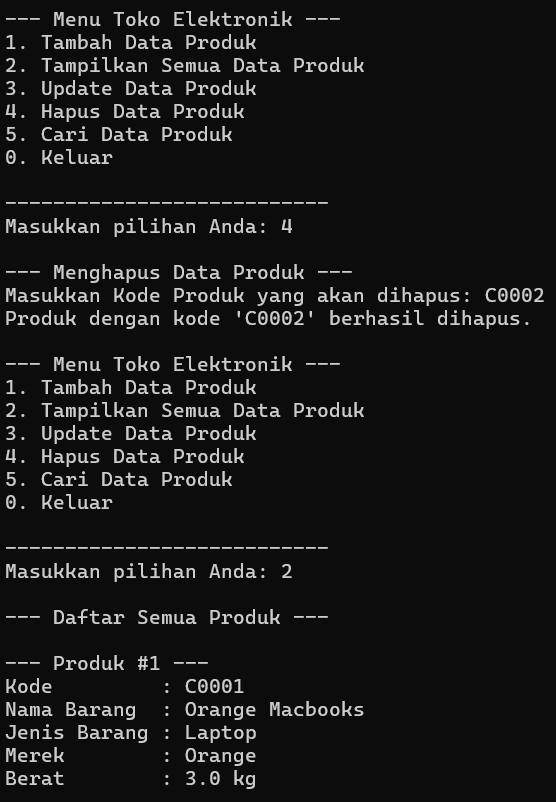 --- Menu Toko Elektronik ---
1. Tambah Data Produk
2. Tampilkan Semua Data Produk
3. Update Data Produk
4. Hapus Data Produk
5. Cari Data Produk
0. Keluar
---------------------------
Masukkan pilihan Anda: 4
--- Menghapus Data Produk ---
Masukkan Kode Produk yang akan dihapus: C0002
Produk dengan kode 'C0002' berhasil dihapus.
--- Menu Toko Elektronik ---
1. Tambah Data Produk
2. Tampilkan Semua Data Produk
3. Update Data Produk
4. Hapus Data Produk
5. Cari Data Produk
0. Keluar
---------------------------
Masukkan pilihan Anda: 2
--- Daftar Semua Produk ---
--- Produk #1 ---
Kode         : C0001
Nama Barang  : Orange Macbooks
Jenis Barang : Laptop
Merek        : Orange
Berat        : 3.0 kg